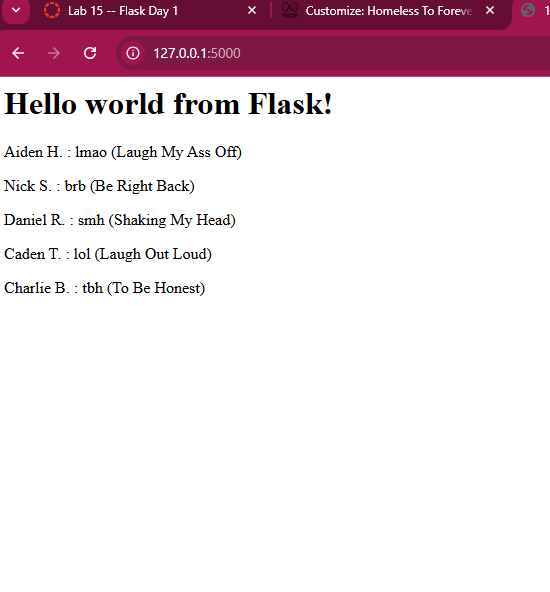 Lab 15 -- Flask Day 1
Customize: Homeless To Foreve
1
127.0.0.1:5000
Hello world from Flask!
Aiden H. : lmao (Laugh My Ass Off)
Nick S. : brb (Be Right Back)
Daniel R. : smh (Shaking My Head)
Caden T. : lol (Laugh Out Loud)
Charlie B. : tbh (To Be Honest)